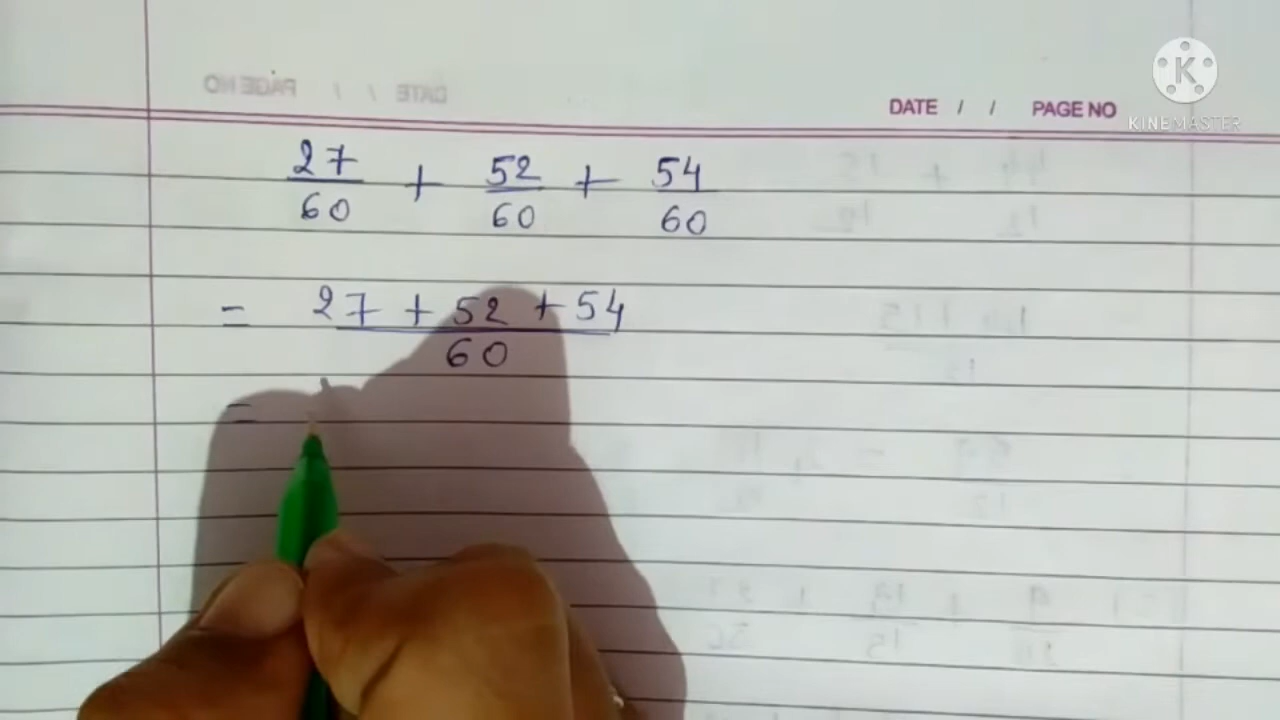 DATE / / PAGE NO
KINEMASTER
27/60 + 52/60 + 54/60
= 27 + 52 + 54 / 60
=